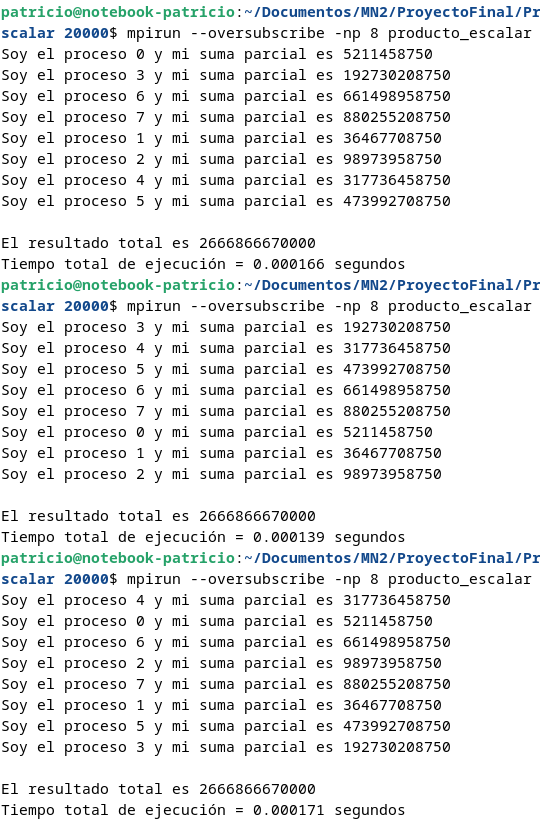 patricio@notebook-patricio:~/Documentos/MN2/ProyectoFinal/Pr
scalar 20000$ mpirun --oversubscribe -np 8 producto_escalar
Soy el proceso 0 y mi suma parcial es 5211458750
Soy el proceso 3 y mi suma parcial es 192730208750
Soy el proceso 6 y mi suma parcial es 661498958750
Soy el proceso 7 y mi suma parcial es 880255208750
Soy el proceso 1 y mi suma parcial es 36467708750
Soy el proceso 2 y mi suma parcial es 98973958750
Soy el proceso 4 y mi suma parcial es 317736458750
Soy el proceso 5 y mi suma parcial es 473992708750
El resultado total es 2666866670000
Tiempo total de ejecución = 0.000166 segundos
patricio@notebook-patricio:~/Documentos/MN2/ProyectoFinal/Pr
scalar 20000$ mpirun --oversubscribe -np 8 producto_escalar
Soy el proceso 3 y mi suma parcial es 192730208750
Soy el proceso 4 y mi suma parcial es 317736458750
Soy el proceso 5 y mi suma parcial es 473992708750
Soy el proceso 6 y mi suma parcial es 661498958750
Soy el proceso 7 y mi suma parcial es 880255208750
Soy el proceso 0 y mi suma parcial es 5211458750
Soy el proceso 1 y mi suma parcial es 36467708750
Soy el proceso 2 y mi suma parcial es 98973958750
El resultado total es 2666866670000
Tiempo total de ejecución = 0.000139 segundos
patricio@notebook-patricio:~/Documentos/MN2/ProyectoFinal/Pr
scalar 20000$ mpirun --oversubscribe -np 8 producto_escalar
Soy el proceso 4 y mi suma parcial es 317736458750
Soy el proceso 0 y mi suma parcial es 5211458750
Soy el proceso 6 y mi suma parcial es 661498958750
Soy el proceso 2 y mi suma parcial es 98973958750
Soy el proceso 7 y mi suma parcial es 880255208750
Soy el proceso 1 y mi suma parcial es 36467708750
Soy el proceso 5 y mi suma parcial es 473992708750
Soy el proceso 3 y mi suma parcial es 192730208750
El resultado total es 2666866670000
Tiempo total de ejecución = 0.000171 segundos